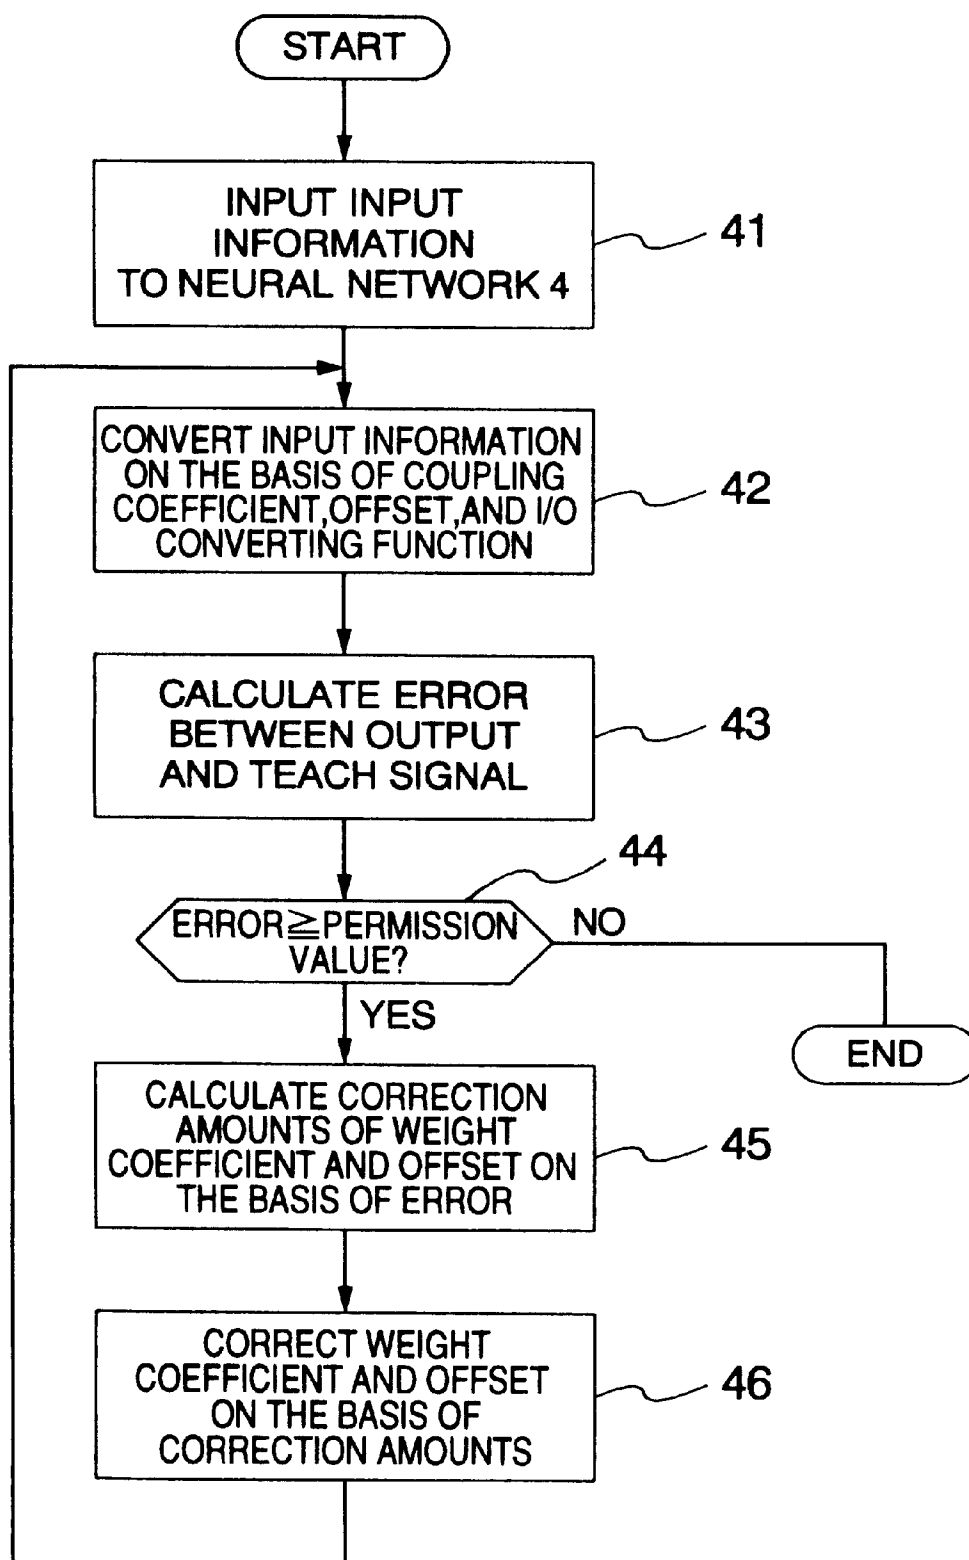 START
INPUT INPUT
INFORMATION
TO NEURAL NETWORK 4
41
CONVERT INPUT INFORMATION
ON THE BASIS OF COUPLING
COEFFICIENT,OFFSET,AND I/O
CONVERTING FUNCTION
42
CALCULATE ERROR
BETWEEN OUTPUT
AND TEACH SIGNAL
43
44
ERROR≧PERMISSION
VALUE?
NO
YES
END
CALCULATE CORRECTION
AMOUNTS OF WEIGHT
COEFFICIENT AND OFFSET ON
THE BASIS OF ERROR
45
CORRECT WEIGHT
COEFFICIENT AND OFFSET
ON THE BASIS OF
CORRECTION AMOUNTS
46